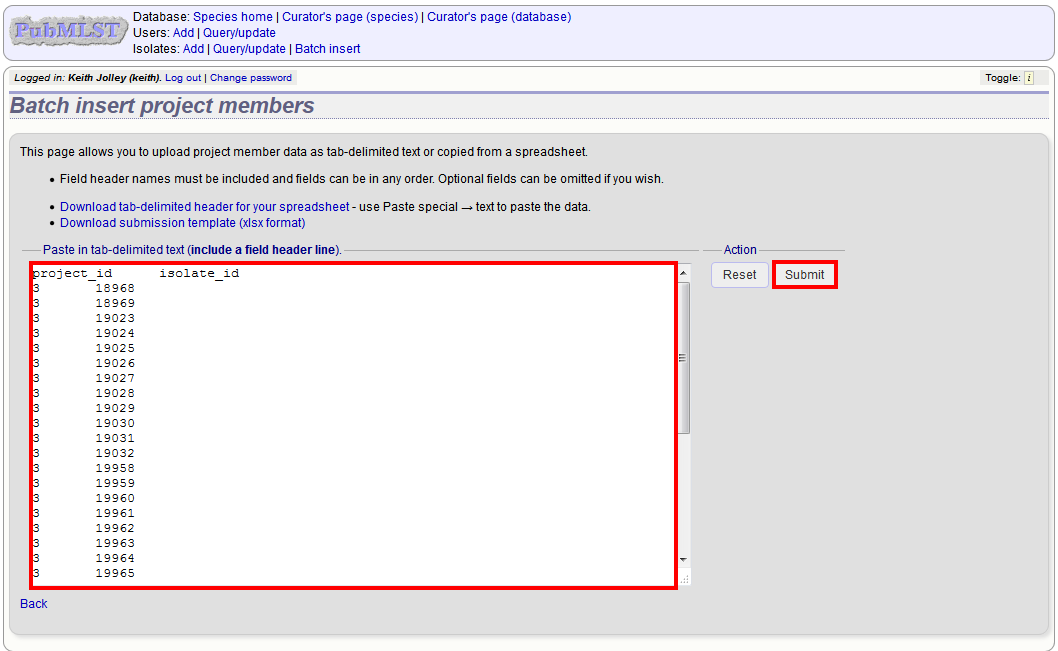 PubMLST
Database: Species home | Curator's page (species) | Curator's page (database)
Users: Add | Query/update
Isolates: Add | Query/update | Batch insert
Logged in: Keith Jolley (keith). Log out | Change password
Toggle: i
Batch insert project members
This page allows you to upload project member data as tab-delimited text or copied from a spreadsheet.
• Field header names must be included and fields can be in any order. Optional fields can be omitted if you wish.
• Download tab-delimited header for your spreadsheet - use Paste special → text to paste the data.
• Download submission template (xlsx format)
Paste in tab-delimited text (include a field header line).
Action
Reset
Submit
project_id isolate_id
3 18968
3 18969
3 19023
3 19024
3 19025
3 19026
3 19027
3 19028
3 19029
3 19030
3 19031
3 19032
3 19958
3 19959
3 19960
3 19961
3 19962
3 19963
3 19964
3 19965
Back